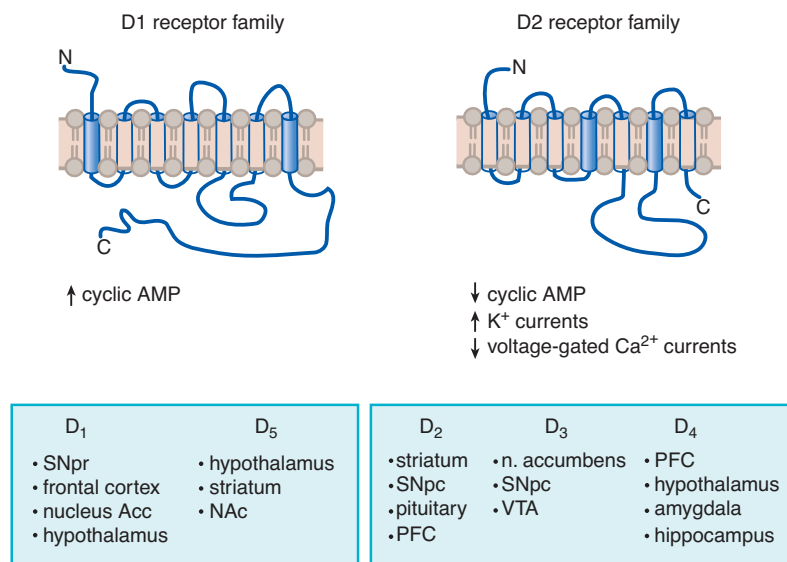 D1 receptor family
N
C
↑ cyclic AMP
D2 receptor family
N
C
↓ cyclic AMP
↑ K⁺ currents
↓ voltage-gated Ca²⁺ currents
D₁
• SNpr
• frontal cortex
• nucleus Acc
• hypothalamus
D₅
• hypothalamus
• striatum
• NAc
D₂
• striatum
• SNpc
• pituitary
• PFC
D₃
• n. accumbens
• SNpc
• VTA
D₄
• PFC
• hypothalamus
• amygdala
• hippocampus